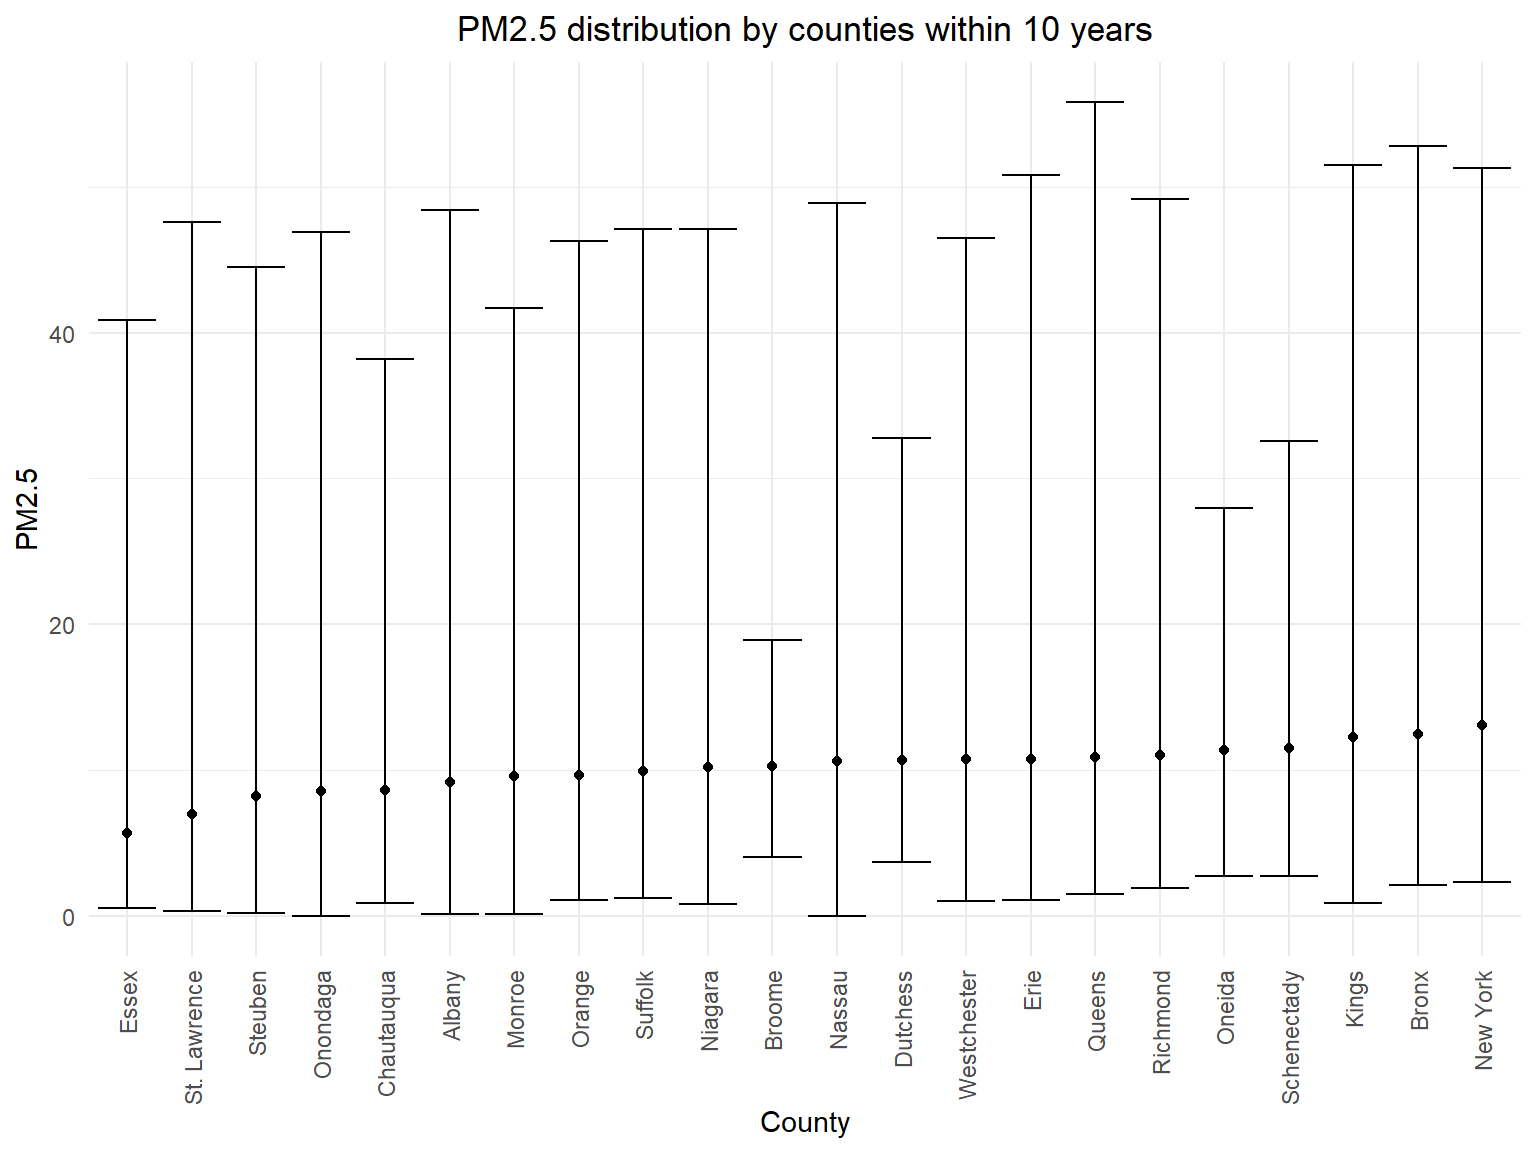 PM2.5 distribution by counties within 10 years
PM2.5
40
20
0
Essex
St. Lawrence
Steuben
Onondaga
Chautauqua
Albany
Monroe
Orange
Suffolk
Niagara
Broome
Nassau
Dutchess
Westchester
Erie
Queens
Richmond
Oneida
Schenectady
Kings
Bronx
New York
County